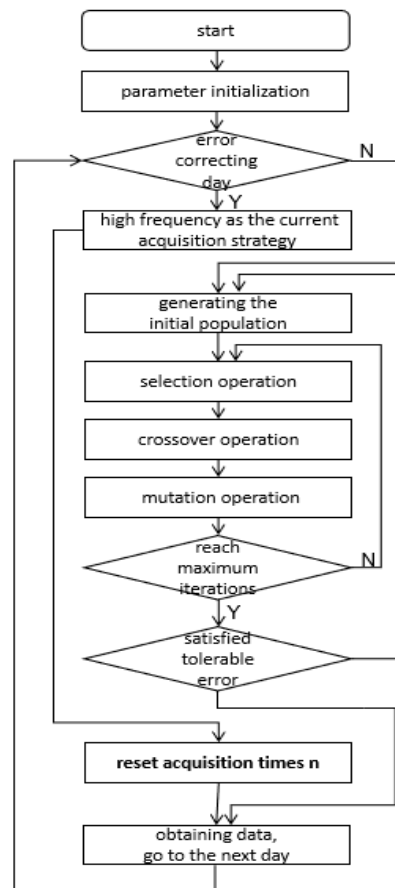 start
parameter initialization
error
correcting
day
N
Y
high frequency as the current
acquisition strategy
generating the
initial population
selection operation
crossover operation
mutation operation
reach
maximum
iterations
N
Y
satisfied
tolerable
error
reset acquisition times n
obtaining data,
go to the next day